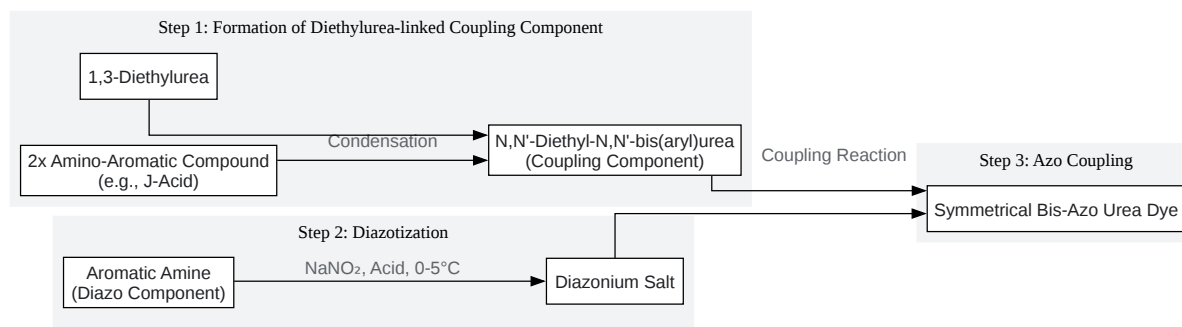 Step 1: Formation of Diethylurea-linked Coupling Component
1,3-Diethylurea
Condensation
2x Amino-Aromatic Compound
(e.g., J-Acid)
N,N'-Diethyl-N,N'-bis(aryl)urea
(Coupling Component)
Coupling Reaction
Step 3: Azo Coupling
Symmetrical Bis-Azo Urea Dye
Step 2: Diazotization
Aromatic Amine
(Diazo Component)
NaNO₂, Acid, 0-5°C
Diazonium Salt